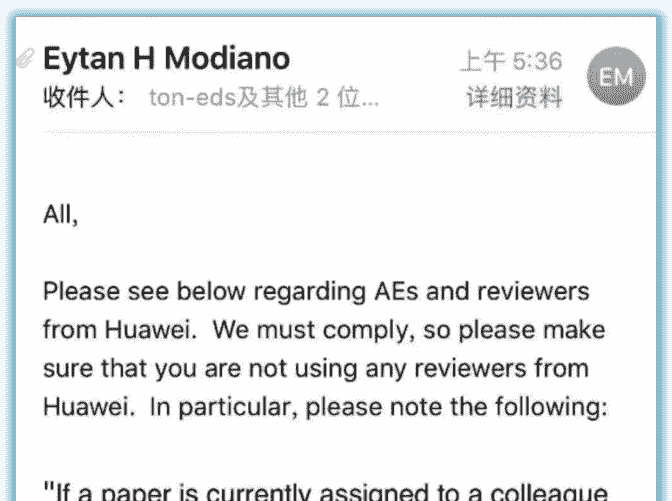 Eytan H Modiano
上午 5:36
EM
收件人： ton-eds及其他 2 位...
详细资料
All,
Please see below regarding AEs and reviewers
from Huawei. We must comply, so please make
sure that you are not using any reviewers from
Huawei. In particular, please note the following:
"If a paper is currently assigned to a colleague